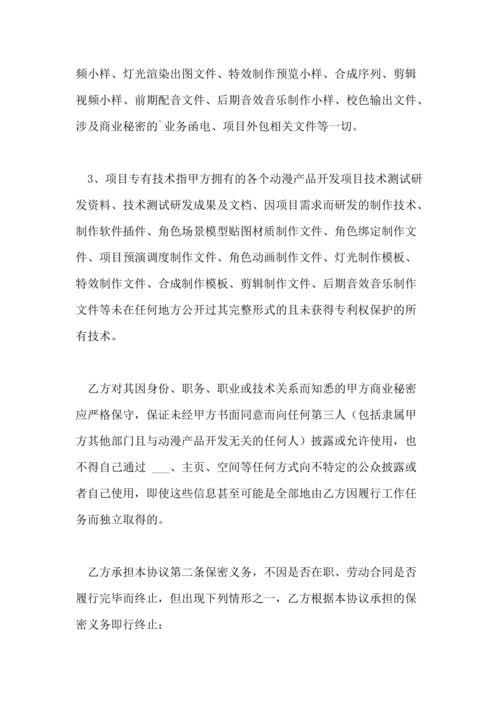 频小样、灯光渲染出图文件、特效制作预览小样、合成序列、剪辑
视频小样、前期配音文件、后期音效音乐制作小样、校色输出文件、
涉及商业秘密的`业务函电、项目外包相关文件等一切。
3、项目专有技术指甲方拥有的各个动漫产品开发项目技术测试研
发资料、技术测试研发成果及文档、因项目需求而研发的制作技术、
制作软件插件、角色场景模型贴图材质制作文件、角色绑定制作文
件、项目预演调度制作文件、角色动画制作文件、灯光制作模板、
特效制作文件、合成制作模板、剪辑制作文件、后期音效音乐制作
文件等未在任何地方公开过其完整形式的且未获得专利权保护的所
有技术。
乙方对其因身份、职务、职业或技术关系而知悉的甲方商业秘密
应严格保守，保证未经甲方书面同意而向任何第三人（包括隶属甲
方其他部门且与动漫产品开发无关的任何人）披露或允许使用，也
不得自己通过 ___、主页、空间等任何方式向不特定的公众披露或
者自己使用，即使这些信息甚至可能是全部地由乙方因履行工作任
务而独立取得的。
乙方承担本协议第二条保密义务，不因是否在职、劳动合同是否
履行完毕而终止，但出现下列情形之一，乙方根据本协议承担的保
密义务即行终止：